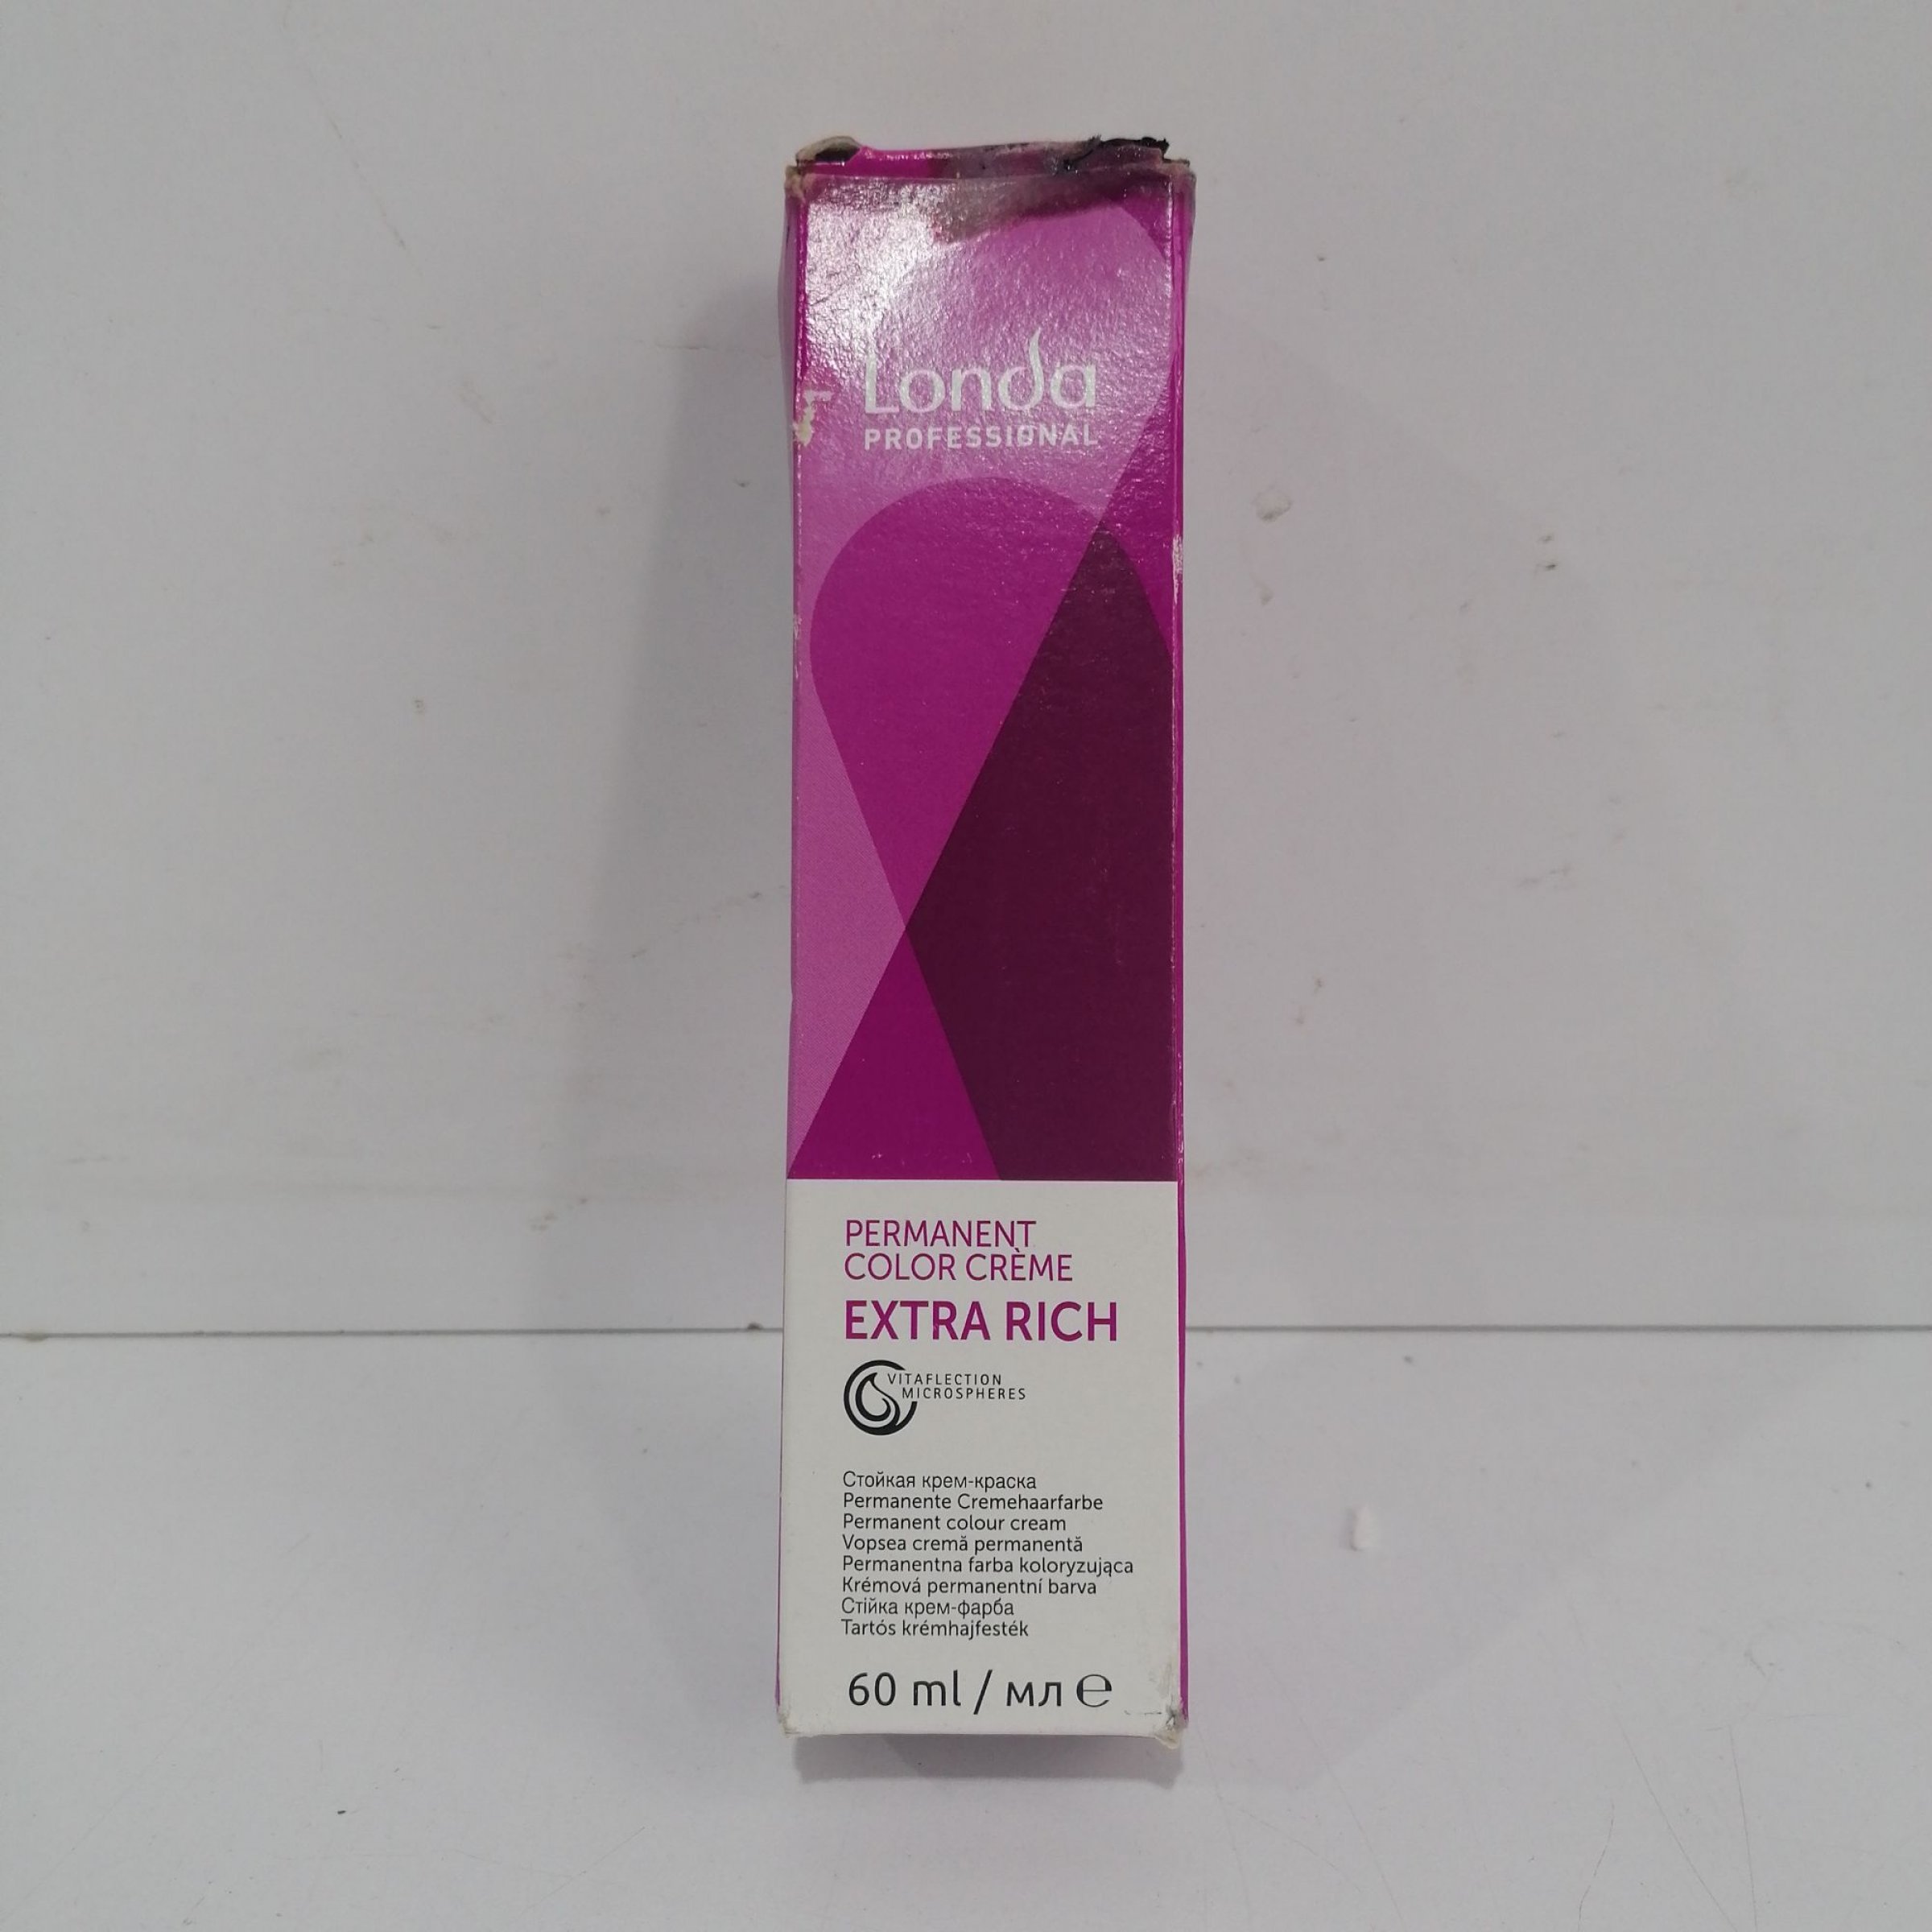 Londa
PROFESSIONAL
PERMANENT
COLOR CRÈME
EXTRA RICH
VITAFLECTION
MICROSPHERES
Стойкая крем-краска
Permanente Cremehaarfarbe
Permanent colour cream
Vopsea cremă permanentă
Permanentna farba koloryzująca
Krémová permanentní barva
Стійка крем-фарба
Tartós krémhajfesték
60 ml / мл ℮